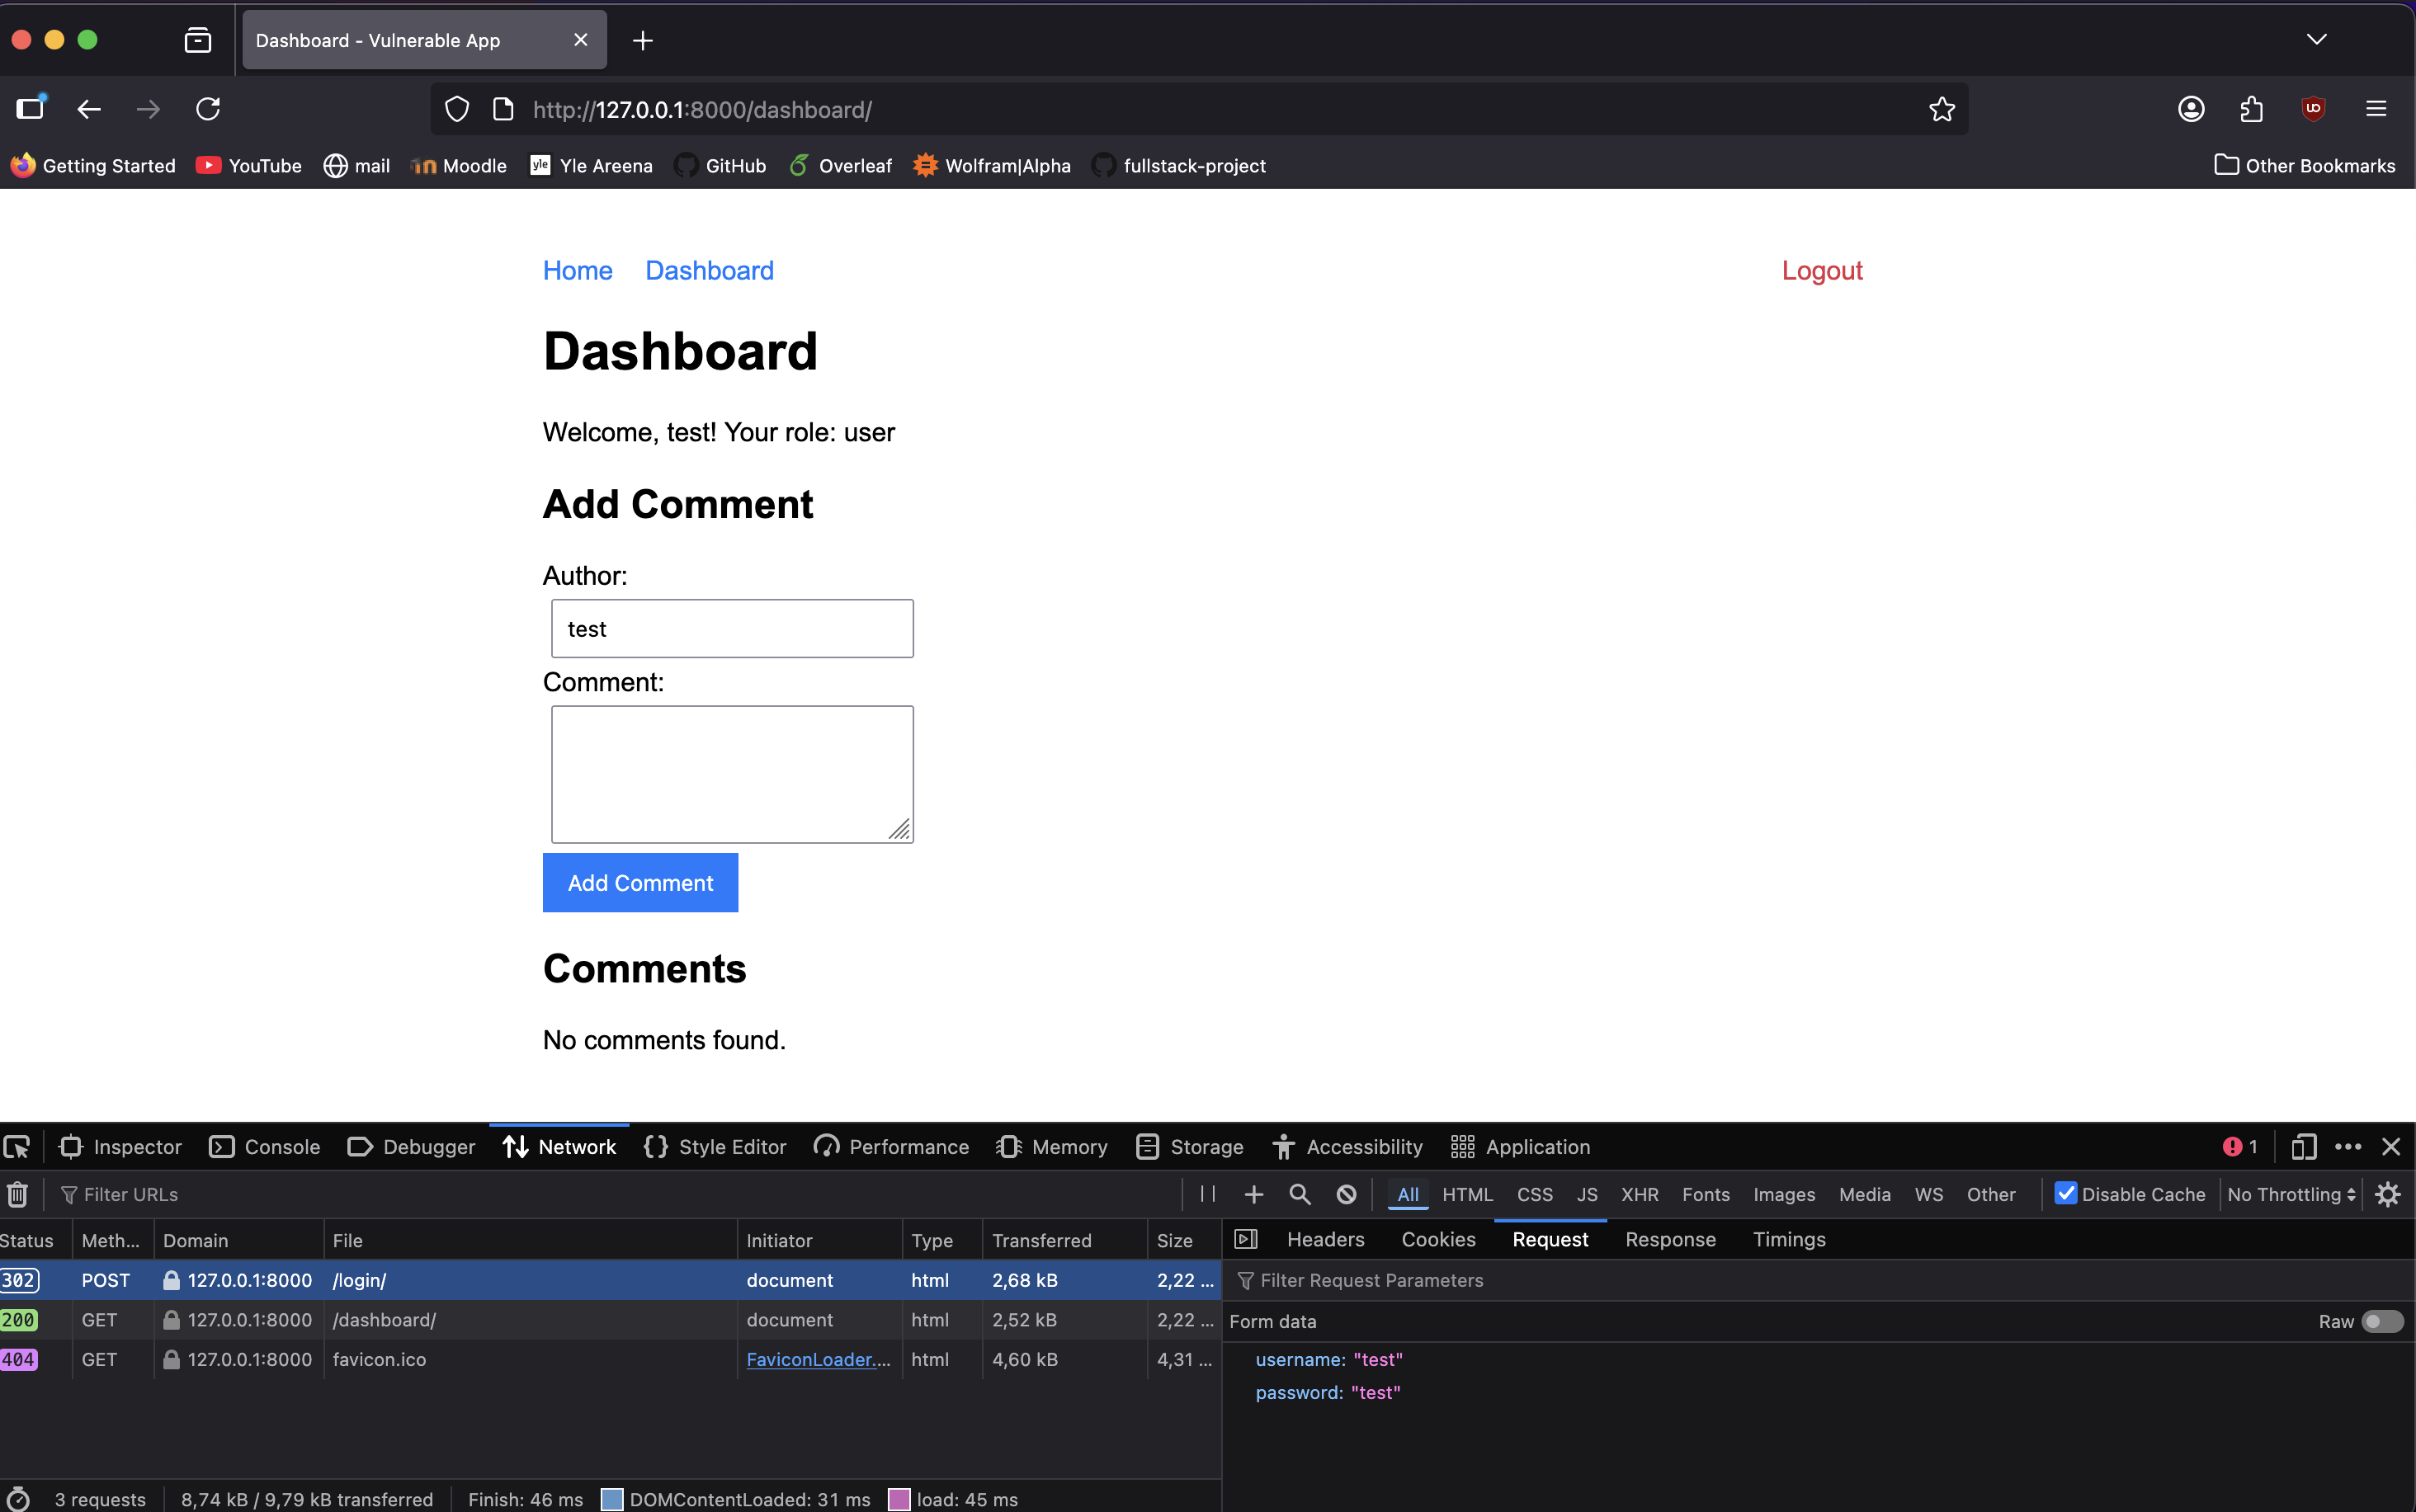 Dashboard - Vulnerable App
http://127.0.0.1:8000/dashboard/
Getting Started YouTube mail Moodle yle Yle Areena GitHub Overleaf Wolfram|Alpha fullstack-project Other Bookmarks
Home Dashboard Logout
Dashboard
Welcome, test! Your role: user
Add Comment
Author:
test
Comment:
Add Comment
Comments
No comments found.
Inspector Console Debugger Network Style Editor Performance Memory Storage Accessibility Application 1
Filter URLs All HTML CSS JS XHR Fonts Images Media WS Other Disable Cache No Throttling
Status Meth... Domain File Initiator Type Transferred Size Headers Cookies Request Response Timings
302 POST 127.0.0.1:8000 /login/ document html 2,68 kB 2,22 ... Filter Request Parameters
200 GET 127.0.0.1:8000 /dashboard/ document html 2,52 kB 2,22 ... Form data Raw
404 GET 127.0.0.1:8000 favicon.ico FaviconLoader.... html 4,60 kB 4,31 ... username: "test"
password: "test"
3 requests 8,74 kB / 9,79 kB transferred Finish: 46 ms DOMContentLoaded: 31 ms load: 45 ms